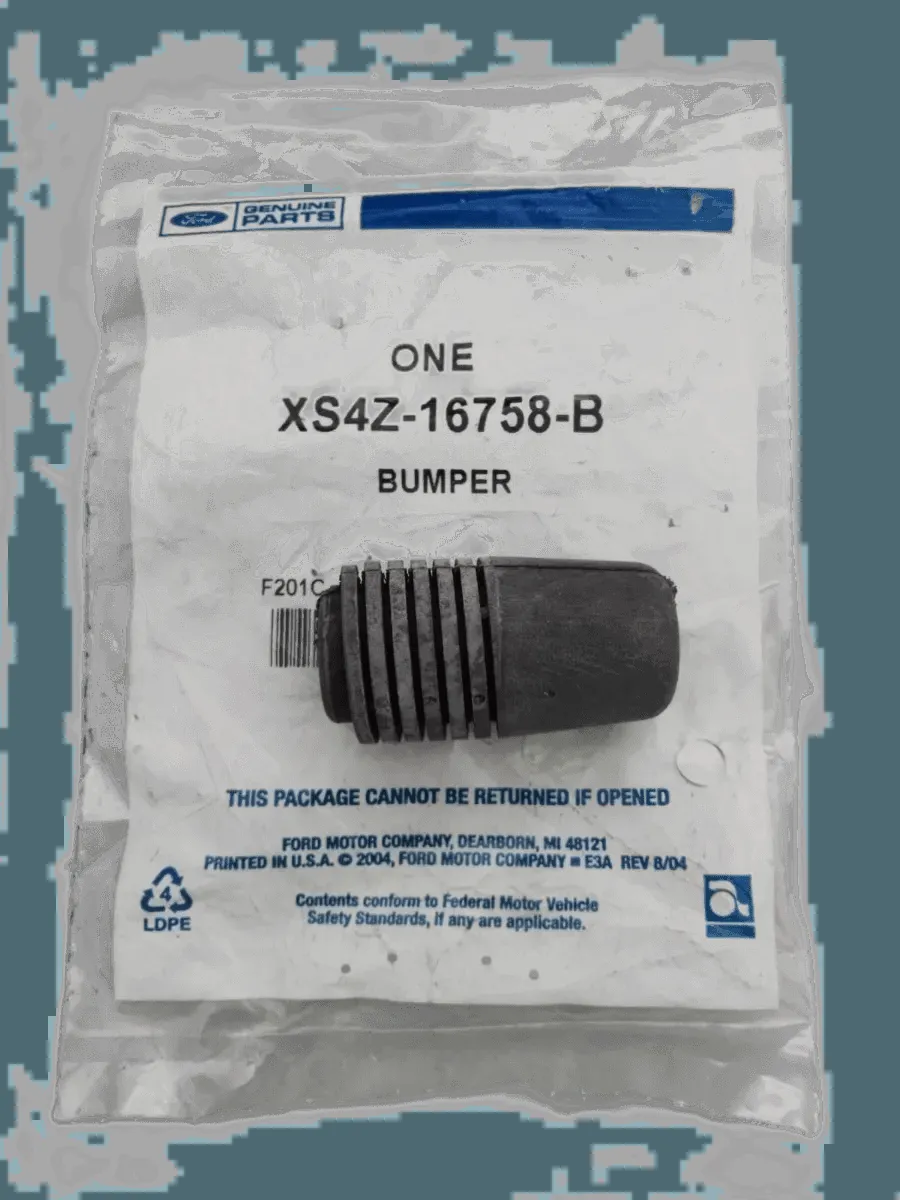 Ford
GENUINE
PARTS
ONE
XS4Z-16758-B
BUMPER
F201C
THIS PACKAGE CANNOT BE RETURNED IF OPENED
FORD MOTOR COMPANY, DEARBORN, MI 48121
PRINTED IN U.S.A. © 2004, FORD MOTOR COMPANY ■ E3A REV 8/04
4
LDPE
Contents conform to Federal Motor Vehicle
Safety Standards, if any are applicable.